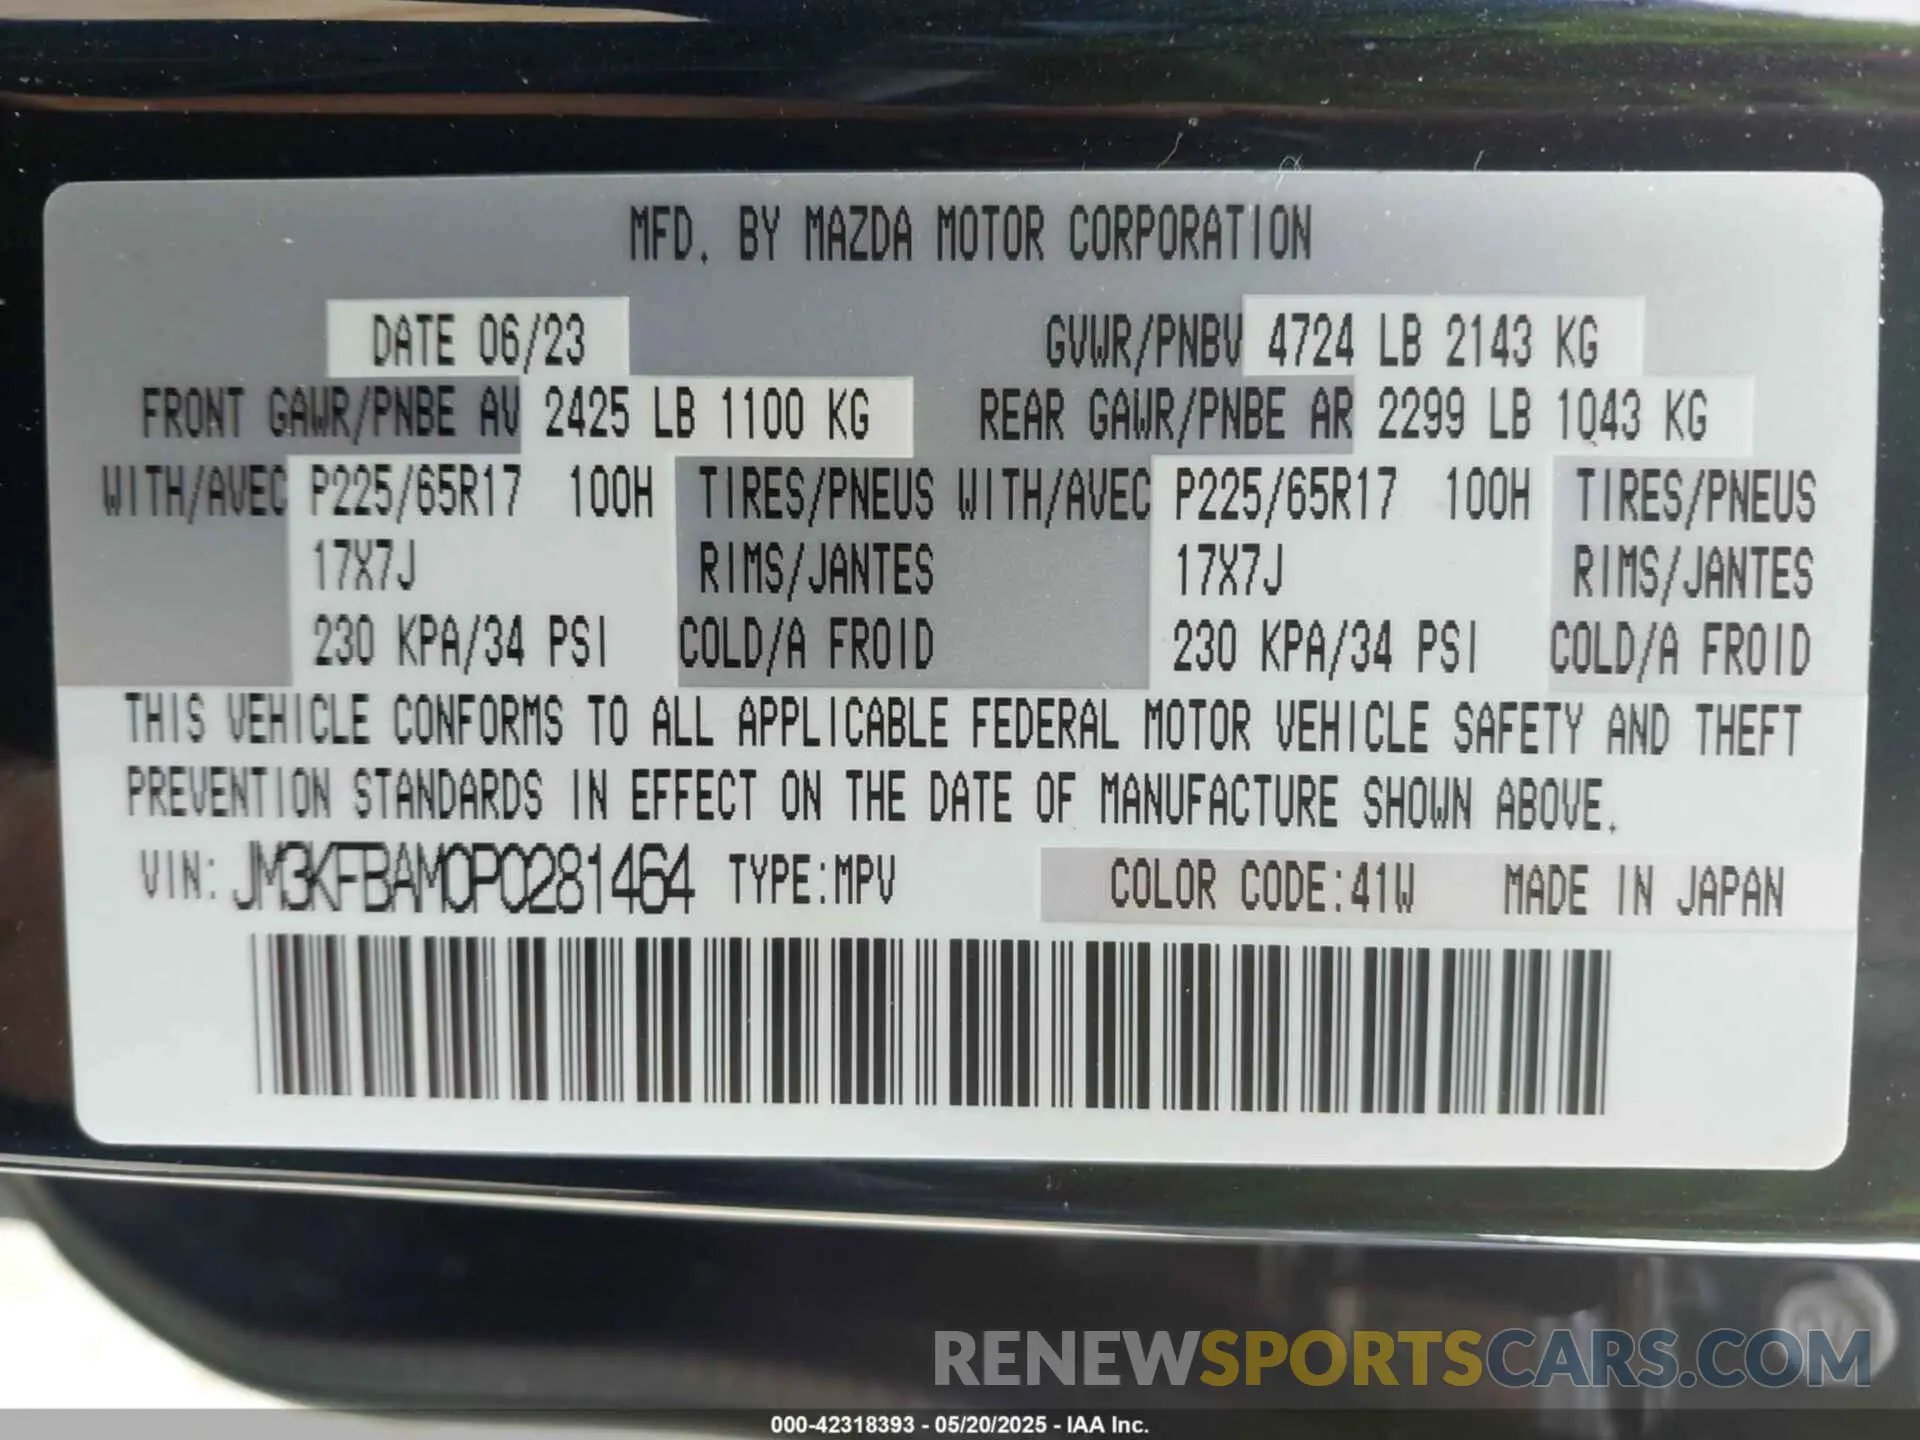 MFD. BY MAZDA MOTOR CORPORATION
DATE 06/23 GVWR/PNBV 4724 LB 2143 KG
FRONT GAWR/PNBE AV 2425 LB 1100 KG REAR GAWR/PNBE AR 2299 LB 1043 KG
WITH/AVEC P225/65R17 100H TIRES/PNEUS WITH/AVEC P225/65R17 100H TIRES/PNEUS
17X7J RIMS/JANTES 17X7J RIMS/JANTES
230 KPA/34 PSI COLD/A FROID 230 KPA/34 PSI COLD/A FROID
THIS VEHICLE CONFORMS TO ALL APPLICABLE FEDERAL MOTOR VEHICLE SAFETY AND THEFT
PREVENTION STANDARDS IN EFFECT ON THE DATE OF MANUFACTURE SHOWN ABOVE.
VIN: JM3KFBAM0P0281464 TYPE:MPV COLOR CODE:41W MADE IN JAPAN
RENEWSPORTSCARS.COM
000-42318393 - 05/20/2025 - IAA Inc.